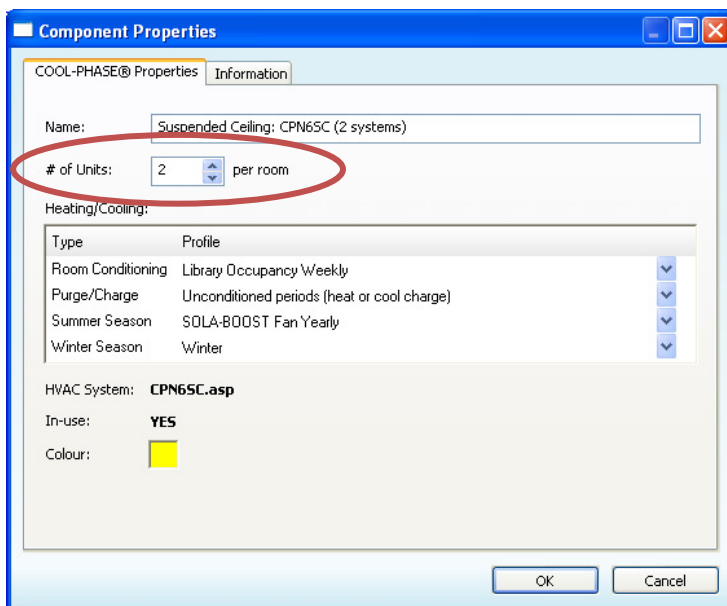 Component Properties
COOL-PHASE® Properties Information
Name: Suspended Ceiling: CPN6SC (2 systems)
# of Units: 2 per room
Heating/Cooling:
Type Profile
Room Conditioning Library Occupancy Weekly
Purge/Charge Unconditioned periods (heat or cool charge)
Summer Season SOLA-BOOST Fan Yearly
Winter Season Winter
HVAC System: CPN6SC.asp
In-use: YES
Colour:
OK Cancel